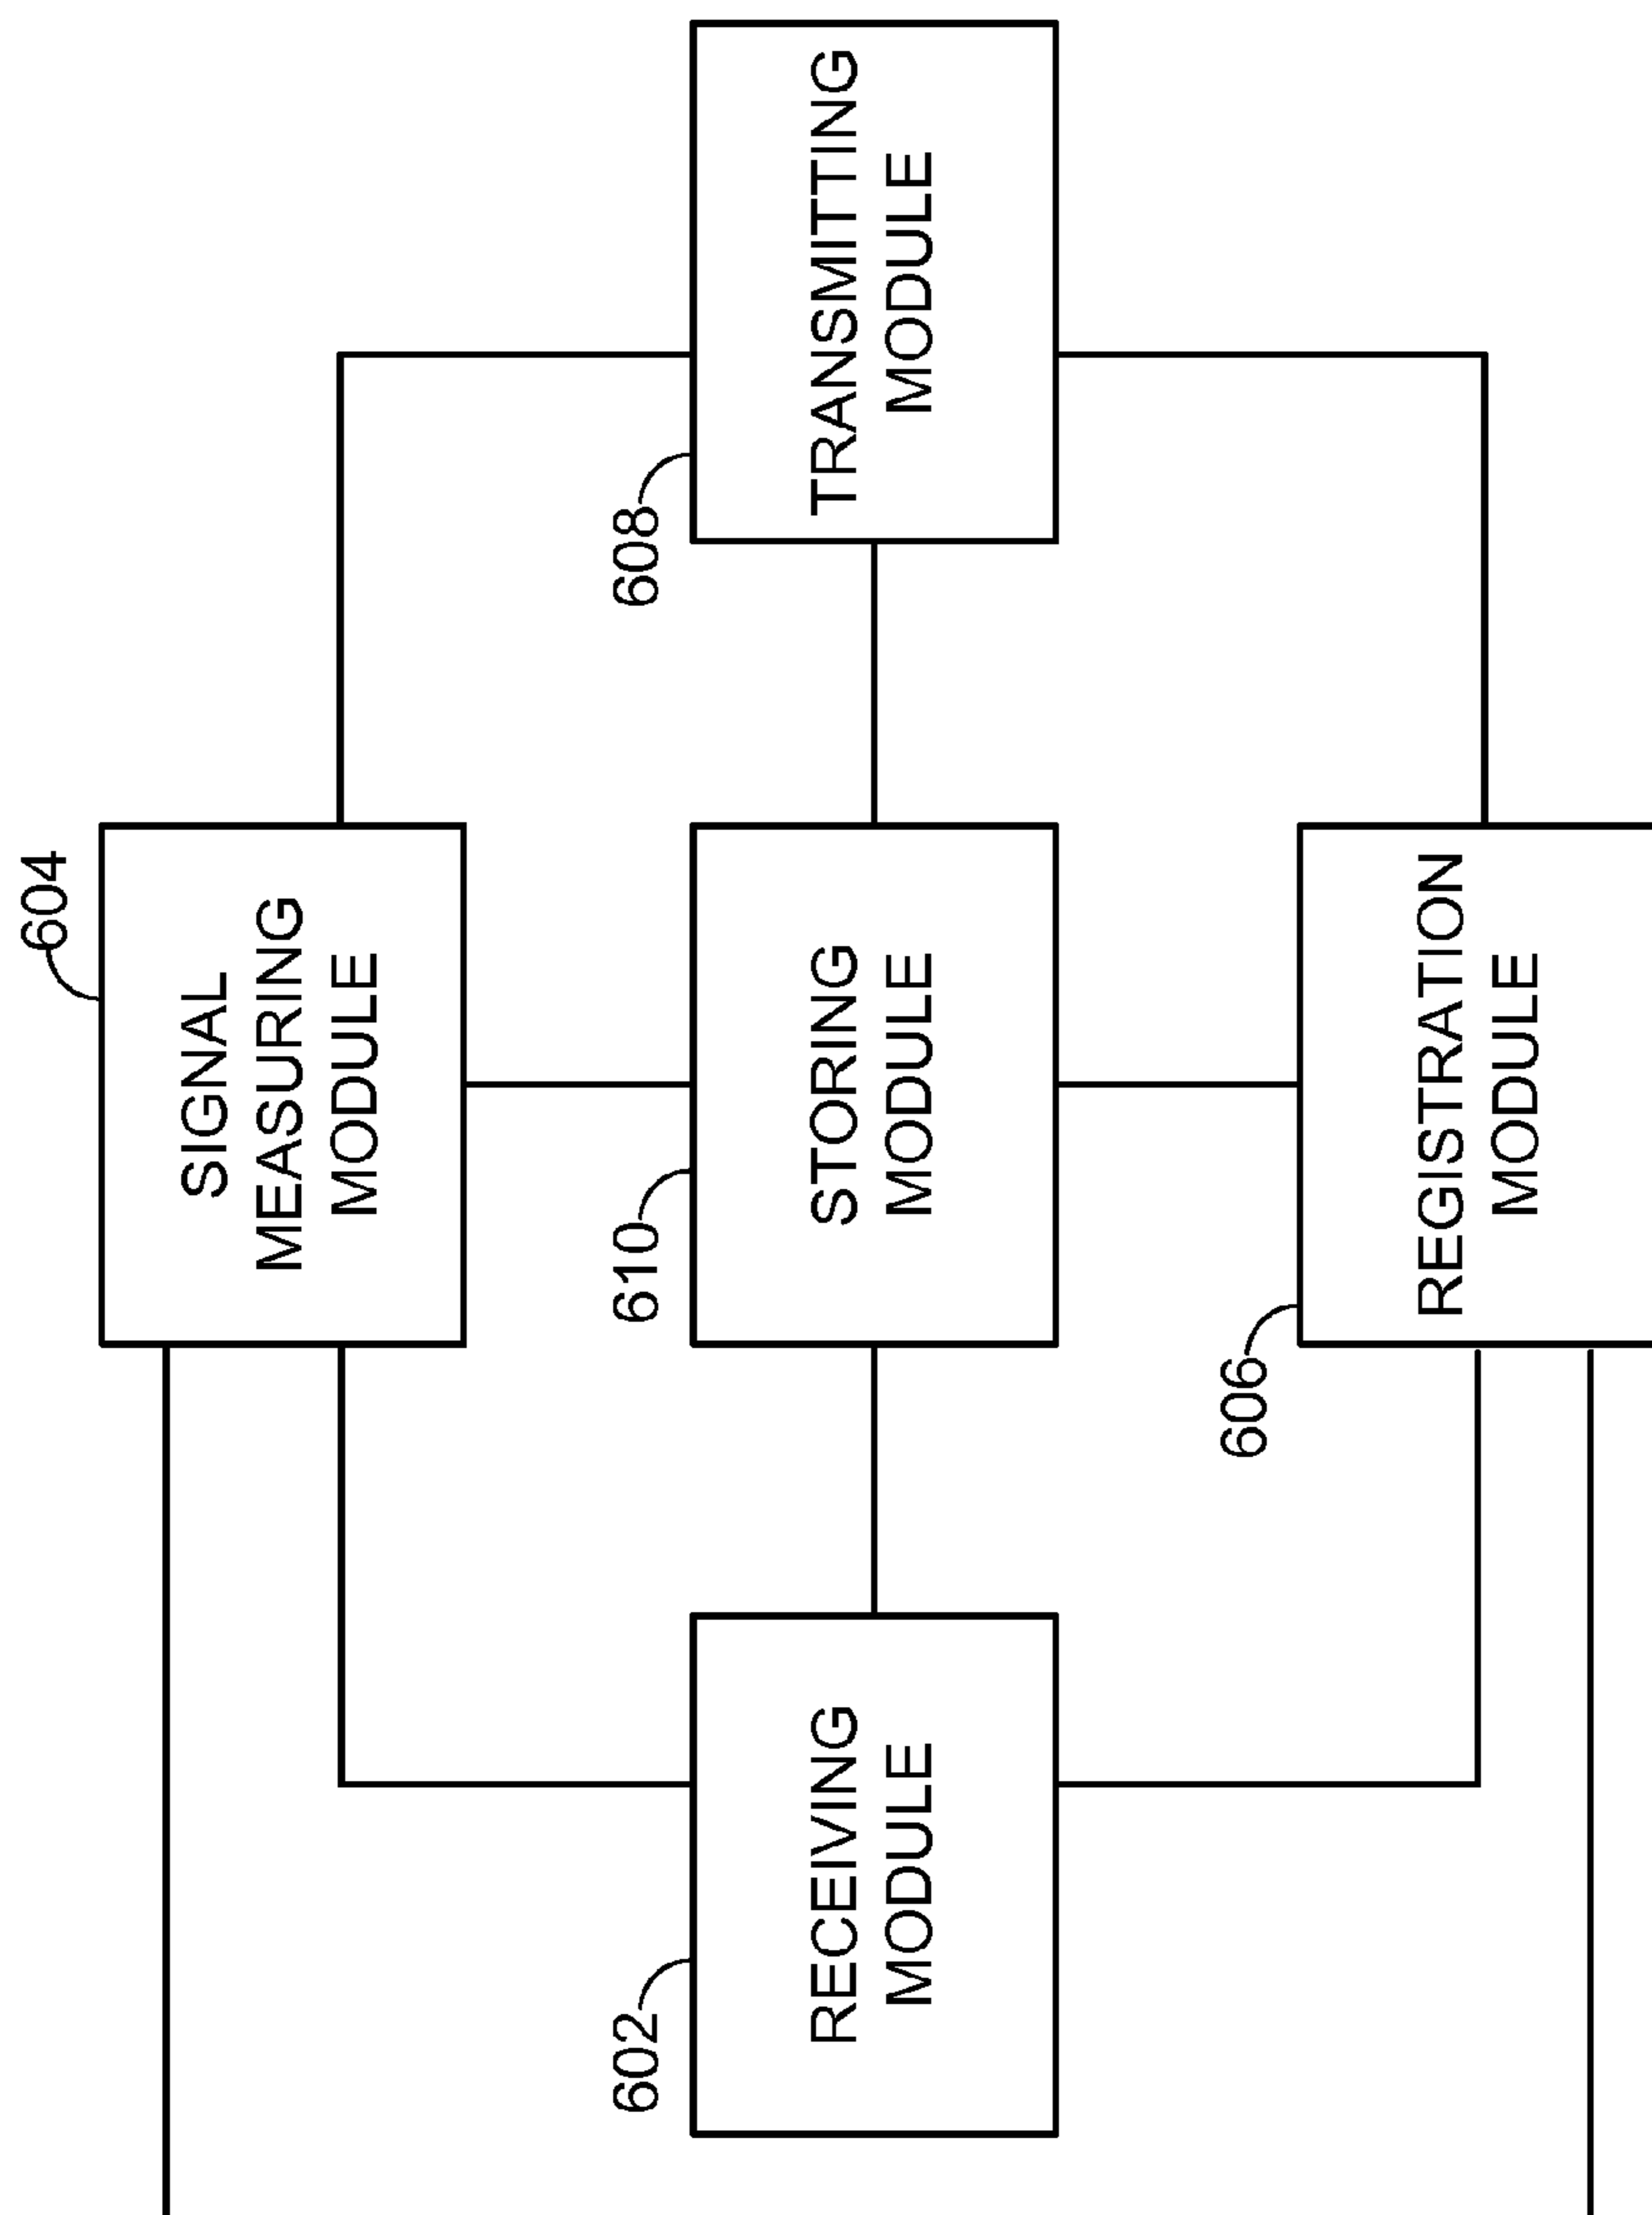 604
SIGNAL
MEASURING
MODULE
602
RECEIVING
MODULE
610
STORING
MODULE
608
TRANSMITTING
MODULE
606
REGISTRATION
MODULE